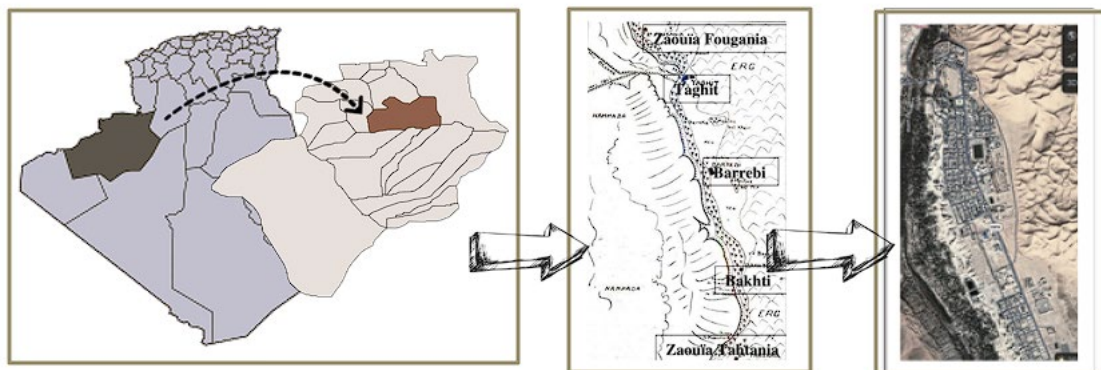 Zaouïa Fougania
ERG
Taghit
HAMMADA
Barrebi
Bakhti
HAMMADA
ERG
Zaouïa Tahtania